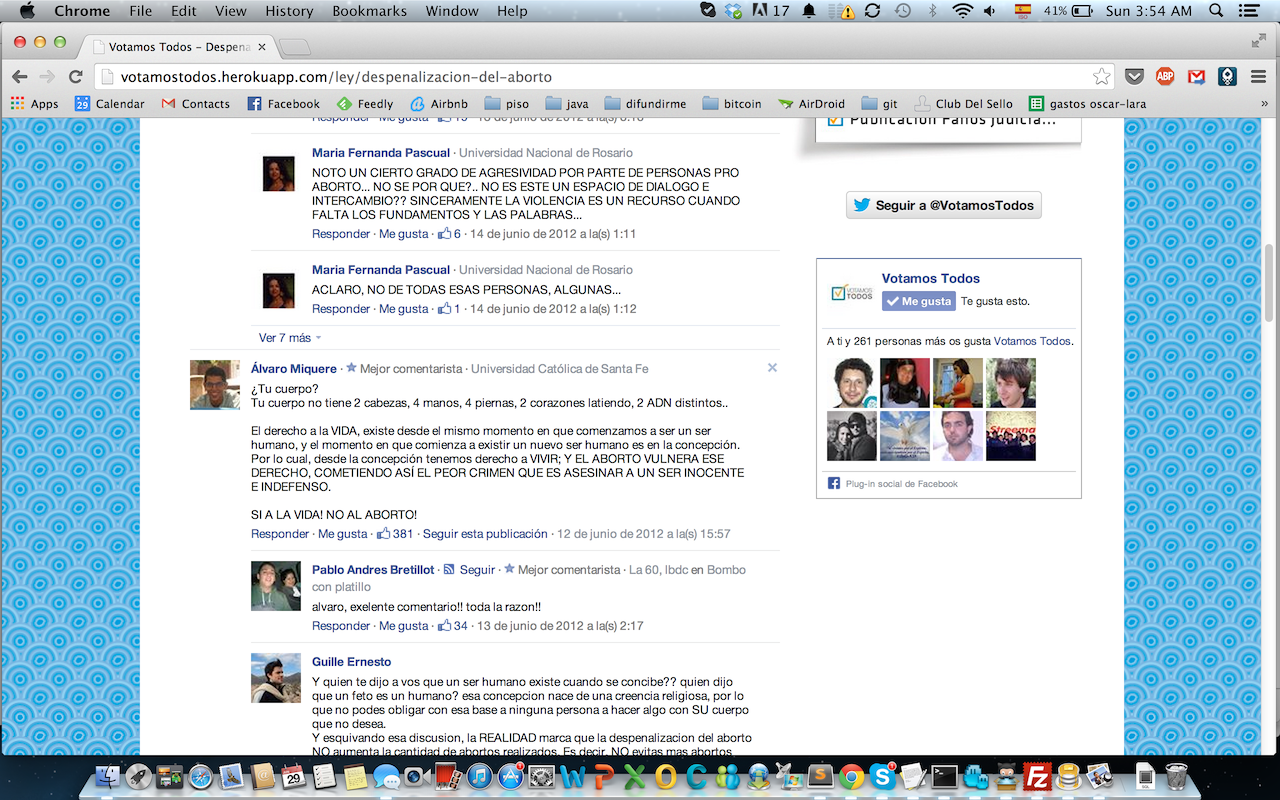 Chrome File Edit View History Bookmarks Window Help 17 ISO 41% Sun 3:54 AM
Votamos Todos – Despena
votamostodos.herokuapp.com/ley/despenalizacion-del-aborto ABP
Apps 29 Calendar Contacts Facebook Feedly Airbnb piso java difundirme bitcoin AirDroid git Club Del Sello gastos oscar-lara »
Maria Fernanda Pascual · Universidad Nacional de Rosario
NOTO UN CIERTO GRADO DE AGRESIVIDAD POR PARTE DE PERSONAS PRO
ABORTO... NO SE POR QUE?.. NO ES ESTE UN ESPACIO DE DIALOGO E
INTERCAMBIO?? SINCERAMENTE LA VIOLENCIA ES UN RECURSO CUANDO
FALTA LOS FUNDAMENTOS Y LAS PALABRAS...
Responder · Me gusta · 6 · 14 de junio de 2012 a la(s) 1:11
Maria Fernanda Pascual · Universidad Nacional de Rosario
ACLARO, NO DE TODAS ESAS PERSONAS, ALGUNAS...
Responder · Me gusta · 1 · 14 de junio de 2012 a la(s) 1:12
Ver 7 más
Álvaro Miquere · Mejor comentarista · Universidad Católica de Santa Fe
¿Tu cuerpo?
Tu cuerpo no tiene 2 cabezas, 4 manos, 4 piernas, 2 corazones latiendo, 2 ADN distintos..
El derecho a la VIDA, existe desde el mismo momento en que comenzamos a ser un ser
humano, y el momento en que comienza a existir un nuevo ser humano es en la concepción.
Por lo cual, desde la concepción tenemos derecho a VIVIR; Y EL ABORTO VULNERA ESE
DERECHO, COMETIENDO ASÍ EL PEOR CRIMEN QUE ES ASESINAR A UN SER INOCENTE
E INDEFENSO.
SI A LA VIDA! NO AL ABORTO!
Responder · Me gusta · 381 · Seguir esta publicación · 12 de junio de 2012 a la(s) 15:57
Pablo Andres Bretillot · Seguir · Mejor comentarista · La 60, lbdc en Bombo
con platillo
alvaro, exelente comentario!! toda la razon!!
Responder · Me gusta · 34 · 13 de junio de 2012 a la(s) 2:17
Guille Ernesto
Y quien te dijo a vos que un ser humano existe cuando se concibe?? quien dijo
que un feto es un humano? esa concepcion nace de una creencia religiosa, por lo
que no podes obligar con esa base a ninguna persona a hacer algo con SU cuerpo
que no desea.
Y esquivando esa discusion, la REALIDAD marca que la despenalizacion del aborto
NO aumenta la cantidad de abortos realizados. Es decir, NO evitas mas abortos
Publicación Fallos Judicia...
Seguir a @VotamosTodos
VOTAMOS
TODOS
Votamos Todos
Me gusta Te gusta esto.
A ti y 261 personas más os gusta Votamos Todos.
Streema
Plug-in social de Facebook